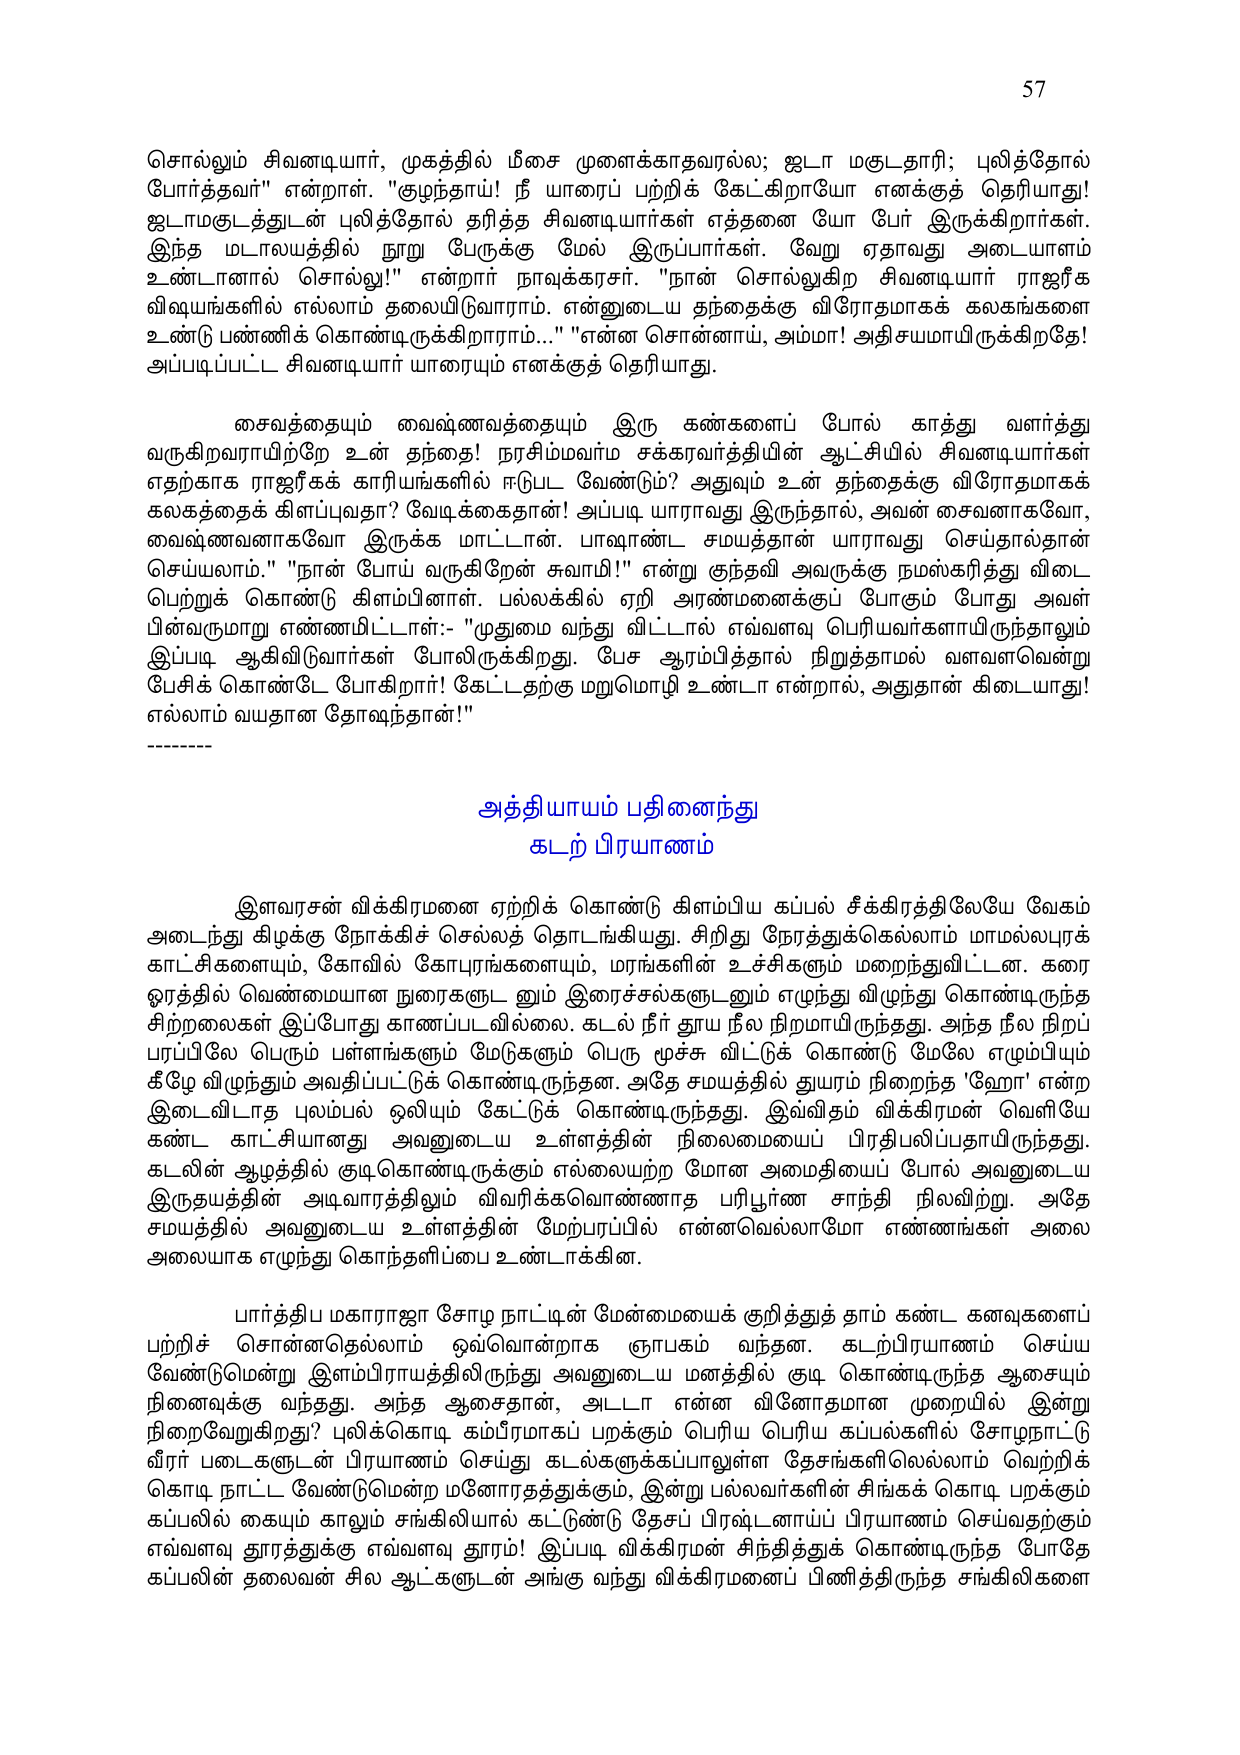 57
சொல்லும் சிவனடியார், முகத்தில் மீசை முளைக்காதவரல்ல; ஜடா மகுடதாரி; புலித்தோல்
போர்த்தவர்" என்றாள். "குழந்தாய்! நீ யாரைப் பற்றிக் கேட்கிறாயோ எனக்குத் தெரியாது!
ஜடாமகுடத்துடன் புலித்தோல் தரித்த சிவனடியார்கள் எத்தனை யோ பேர் இருக்கிறார்கள்.
இந்த மடாலயத்தில் நூறு பேருக்கு மேல் இருப்பார்கள். வேறு ஏதாவது அடையாளம்
உண்டானால் சொல்லு!" என்றார் நாவுக்கரசர். "நான் சொல்லுகிற சிவனடியார் ராஜரீக
விஷயங்களில் எல்லாம் தலையிடுவாராம். என்னுடைய தந்தைக்கு விரோதமாகக் கலகங்களை
உண்டு பண்ணிக் கொண்டிருக்கிறாராம்..." "என்ன சொன்னாய், அம்மா! அதிசயமாயிருக்கிறதே!
அப்படிப்பட்ட சிவனடியார் யாரையும் எனக்குத் தெரியாது.
சைவத்தையும் வைஷ்ணவத்தையும் இரு கண்களைப் போல் காத்து வளர்த்து
வருகிறவராயிற்றே உன் தந்தை! நரசிம்மவர்ம சக்கரவர்த்தியின் ஆட்சியில் சிவனடியார்கள்
எதற்காக ராஜரீகக் காரியங்களில் ஈடுபட வேண்டும்? அதுவும் உன் தந்தைக்கு விரோதமாகக்
கலகத்தைக் கிளப்புவதா? வேடிக்கைதான்! அப்படி யாராவது இருந்தால், அவன் சைவனாகவோ,
வைஷ்ணவனாகவோ இருக்க மாட்டான். பாஷாண்ட சமயத்தான் யாராவது செய்தால்தான்
செய்யலாம்." "நான் போய் வருகிறேன் சுவாமி!" என்று குந்தவி அவருக்கு நமஸ்கரித்து விடை
பெற்றுக் கொண்டு கிளம்பினாள். பல்லக்கில் ஏறி அரண்மனைக்குப் போகும் போது அவள்
பின்வருமாறு எண்ணமிட்டாள்:- "முதுமை வந்து விட்டால் எவ்வளவு பெரியவர்களாயிருந்தாலும்
இப்படி ஆகிவிடுவார்கள் போலிருக்கிறது. பேச ஆரம்பித்தால் நிறுத்தாமல் வளவளவென்று
பேசிக் கொண்டே போகிறார்! கேட்டதற்கு மறுமொழி உண்டா என்றால், அதுதான் கிடையாது!
எல்லாம் வயதான தோஷந்தான்!"
--------
அத்தியாயம் பதினைந்து
கடற் பிரயாணம்
இளவரசன் விக்கிரமனை ஏற்றிக் கொண்டு கிளம்பிய கப்பல் சீக்கிரத்திலேயே வேகம்
அடைந்து கிழக்கு நோக்கிச் செல்லத் தொடங்கியது. சிறிது நேரத்துக்கெல்லாம் மாமல்லபுரக்
காட்சிகளையும், கோவில் கோபுரங்களையும், மரங்களின் உச்சிகளும் மறைந்துவிட்டன. கரை
ஓரத்தில் வெண்மையான நுரைகளுட னும் இரைச்சல்களுடனும் எழுந்து விழுந்து கொண்டிருந்த
சிற்றலைகள் இப்போது காணப்படவில்லை. கடல் நீர் தூய நீல நிறமாயிருந்தது. அந்த நீல நிறப்
பரப்பிலே பெரும் பள்ளங்களும் மேடுகளும் பெரு மூச்சு விட்டுக் கொண்டு மேலே எழும்பியும்
கீழே விழுந்தும் அவதிப்பட்டுக் கொண்டிருந்தன. அதே சமயத்தில் துயரம் நிறைந்த 'ஹோ' என்ற
இடைவிடாத புலம்பல் ஒலியும் கேட்டுக் கொண்டிருந்தது. இவ்விதம் விக்கிரமன் வெளியே
கண்ட காட்சியானது அவனுடைய உள்ளத்தின் நிலைமையைப் பிரதிபலிப்பதாயிருந்தது.
கடலின் ஆழத்தில் குடிகொண்டிருக்கும் எல்லையற்ற மோன அமைதியைப் போல் அவனுடைய
இருதயத்தின் அடிவாரத்திலும் விவரிக்கவொண்ணாத பரிபூர்ண சாந்தி நிலவிற்று. அதே
சமயத்தில் அவனுடைய உள்ளத்தின் மேற்பரப்பில் என்னவெல்லாமோ எண்ணங்கள் அலை
அலையாக எழுந்து கொந்தளிப்பை உண்டாக்கின.
பார்த்திப மகாராஜா சோழ நாட்டின் மேன்மையைக் குறித்துத் தாம் கண்ட கனவுகளைப்
பற்றிச் சொன்னதெல்லாம் ஒவ்வொன்றாக ஞாபகம் வந்தன. கடற்பிரயாணம் செய்ய
வேண்டுமென்று இளம்பிராயத்திலிருந்து அவனுடைய மனத்தில் குடி கொண்டிருந்த ஆசையும்
நினைவுக்கு வந்தது. அந்த ஆசைதான், அடடா என்ன வினோதமான முறையில் இன்று
நிறைவேறுகிறது? புலிக்கொடி கம்பீரமாகப் பறக்கும் பெரிய பெரிய கப்பல்களில் சோழநாட்டு
வீரர் படைகளுடன் பிரயாணம் செய்து கடல்களுக்கப்பாலுள்ள தேசங்களிலெல்லாம் வெற்றிக்
கொடி நாட்ட வேண்டுமென்ற மனோரதத்துக்கும், இன்று பல்லவர்களின் சிங்கக் கொடி பறக்கும்
கப்பலில் கையும் காலும் சங்கிலியால் கட்டுண்டு தேசப் பிரஷ்டனாய்ப் பிரயாணம் செய்வதற்கும்
எவ்வளவு தூரத்துக்கு எவ்வளவு தூரம்! இப்படி விக்கிரமன் சிந்தித்துக் கொண்டிருந்த போதே
கப்பலின் தலைவன் சில ஆட்களுடன் அங்கு வந்து விக்கிரமனைப் பிணித்திருந்த சங்கிலிகளை